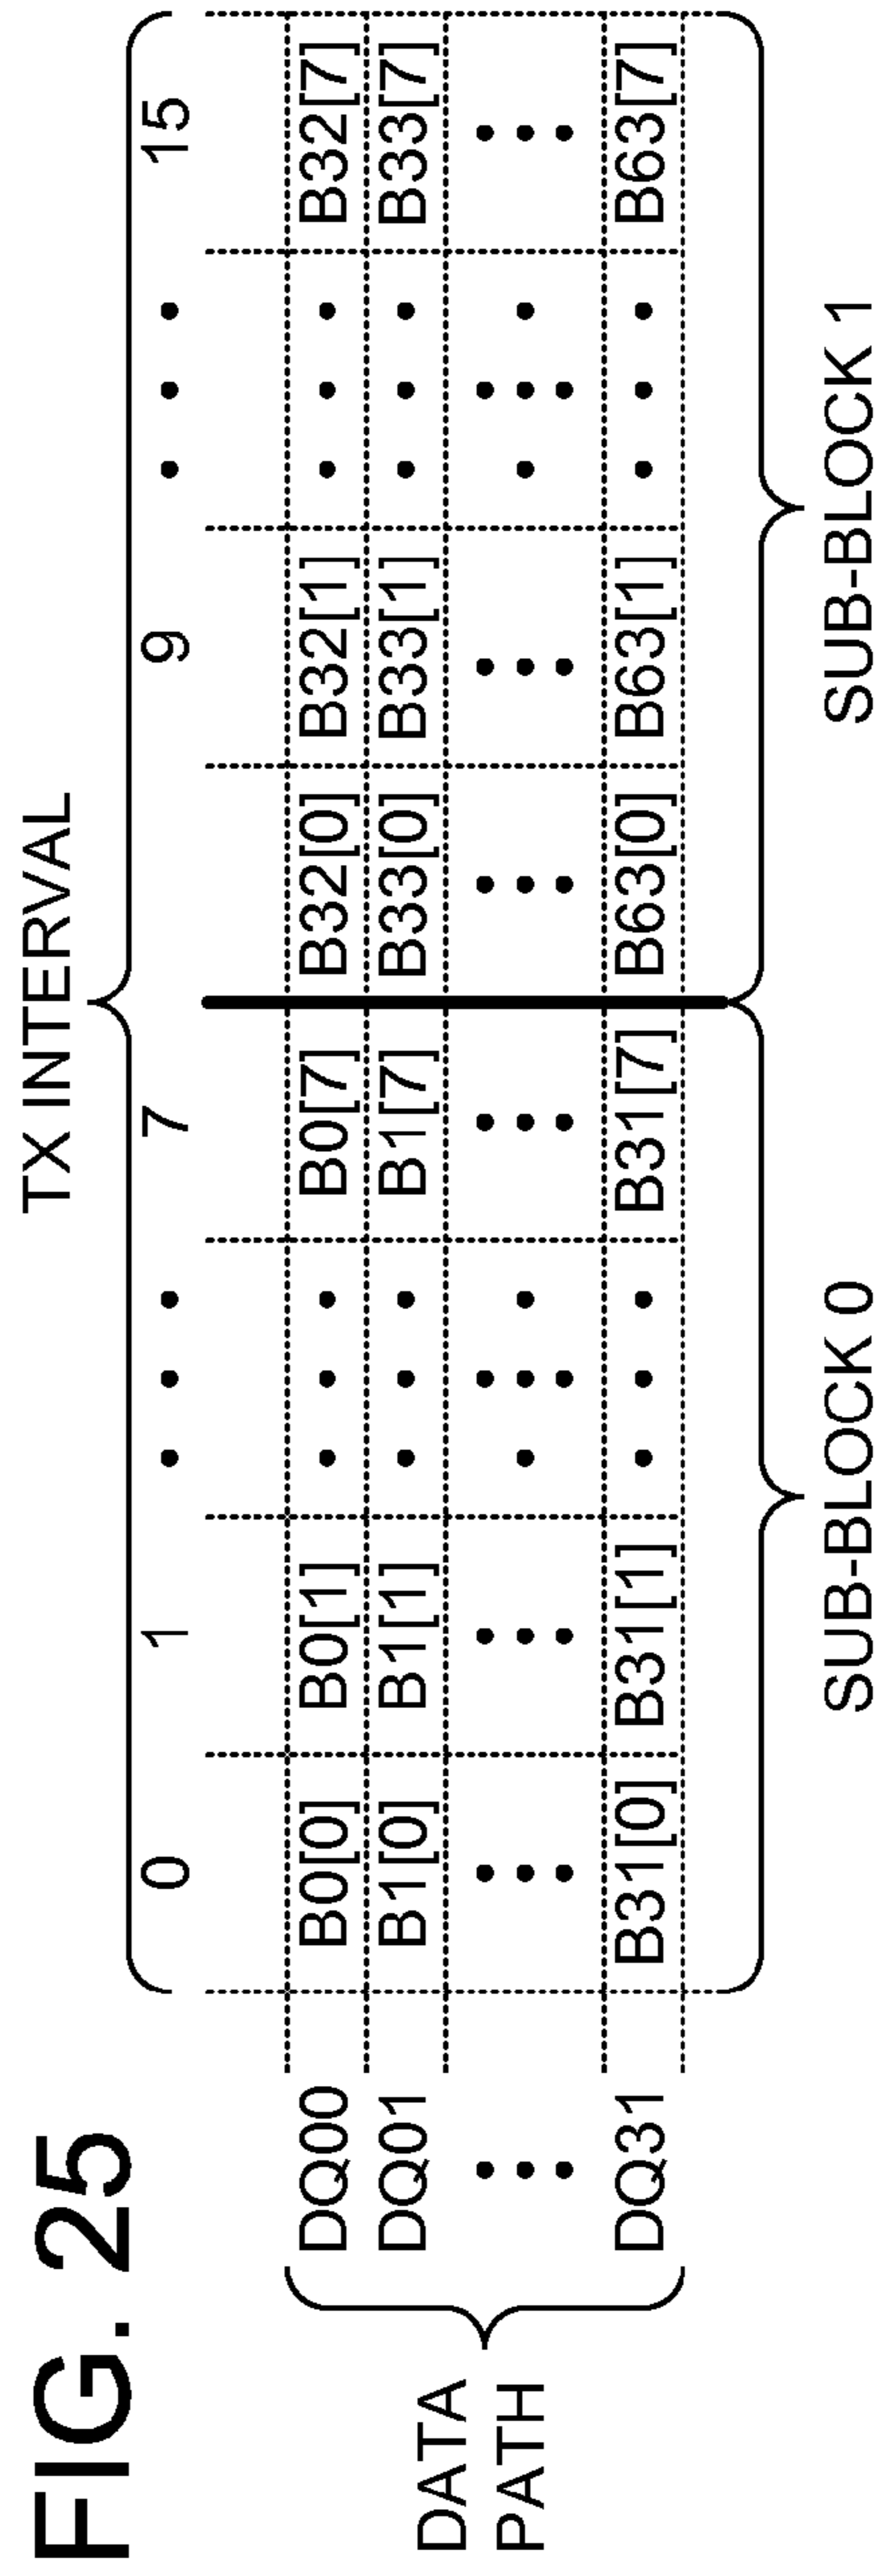 FIG. 25
TX INTERVAL
0 1 • • • 7 9 • • • 15
DATA
PATH
DQ00 B0[0] B0[1] • • • B0[7] B32[0] B32[1] • • • B32[7]
DQ01 B1[0] B1[1] • • • B1[7] B33[0] B33[1] • • • B33[7]
DQ31 B31[0] B31[1] • • • B31[7] B63[0] B63[1] • • • B63[7]
SUB-BLOCK 0 SUB-BLOCK 1